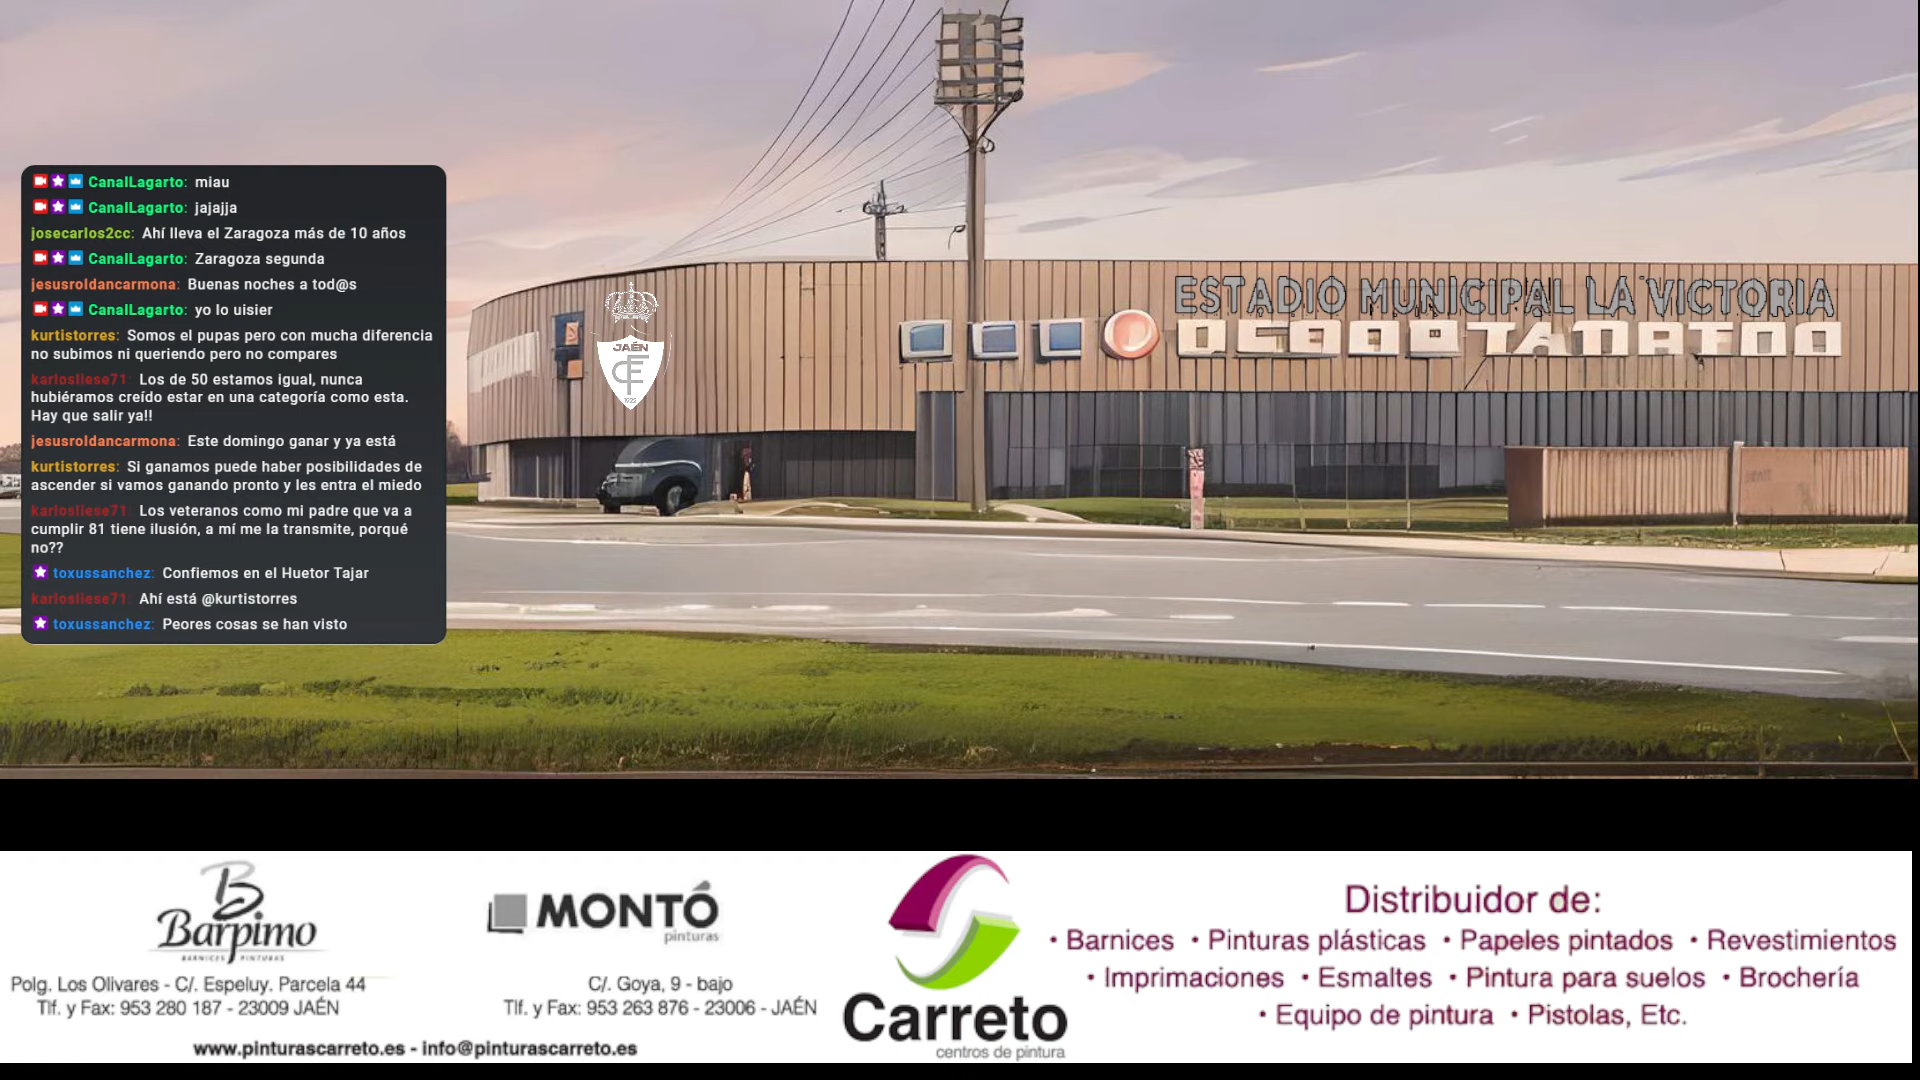 CanalLagarto: miau
CanalLagarto: jajajja
josecarlos2cc: Ahí lleva el Zaragoza más de 10 años
CanalLagarto: Zaragoza segunda
jesusroldancarmona: Buenas noches a tod@s
CanalLagarto: yo lo uisier
kurtistorres: Somos el pupas pero con mucha diferencia
no subimos ni queriendo pero no compares
karlosliese71: Los de 50 estamos igual, nunca
hubiéramos creído estar en una categoría como esta.
Hay que salir ya!!
jesusroldancarmona: Este domingo ganar y ya está
kurtistorres: Si ganamos puede haber posibilidades de
ascender si vamos ganando pronto y les entra el miedo
karlosliese71: Los veteranos como mi padre que va a
cumplir 81 tiene ilusión, a mí me la transmite, porqué
no??
toxussanchez: Confiemos en el Huetor Tajar
karlosliese71: Ahí está @kurtistorres
toxussanchez: Peores cosas se han visto
JAÉN
CF
1922
ESTADIO MUNICIPAL LA VICTORIA
B
Barpimo
BARNICES Y PINTURAS
Polg. Los Olivares - C/. Espeluy. Parcela 44
Tlf. y Fax: 953 280 187 - 23009 JAÉN
MONTÓ
pinturas
C/. Goya, 9 - bajo
Tlf. y Fax: 953 263 876 - 23006 - JAÉN
www.pinturascarreto.es - info@pinturascarreto.es
Carreto
centros de pintura
Distribuidor de:
• Barnices • Pinturas plásticas • Papeles pintados • Revestimientos
• Imprimaciones • Esmaltes • Pintura para suelos • Brochería
• Equipo de pintura • Pistolas, Etc.